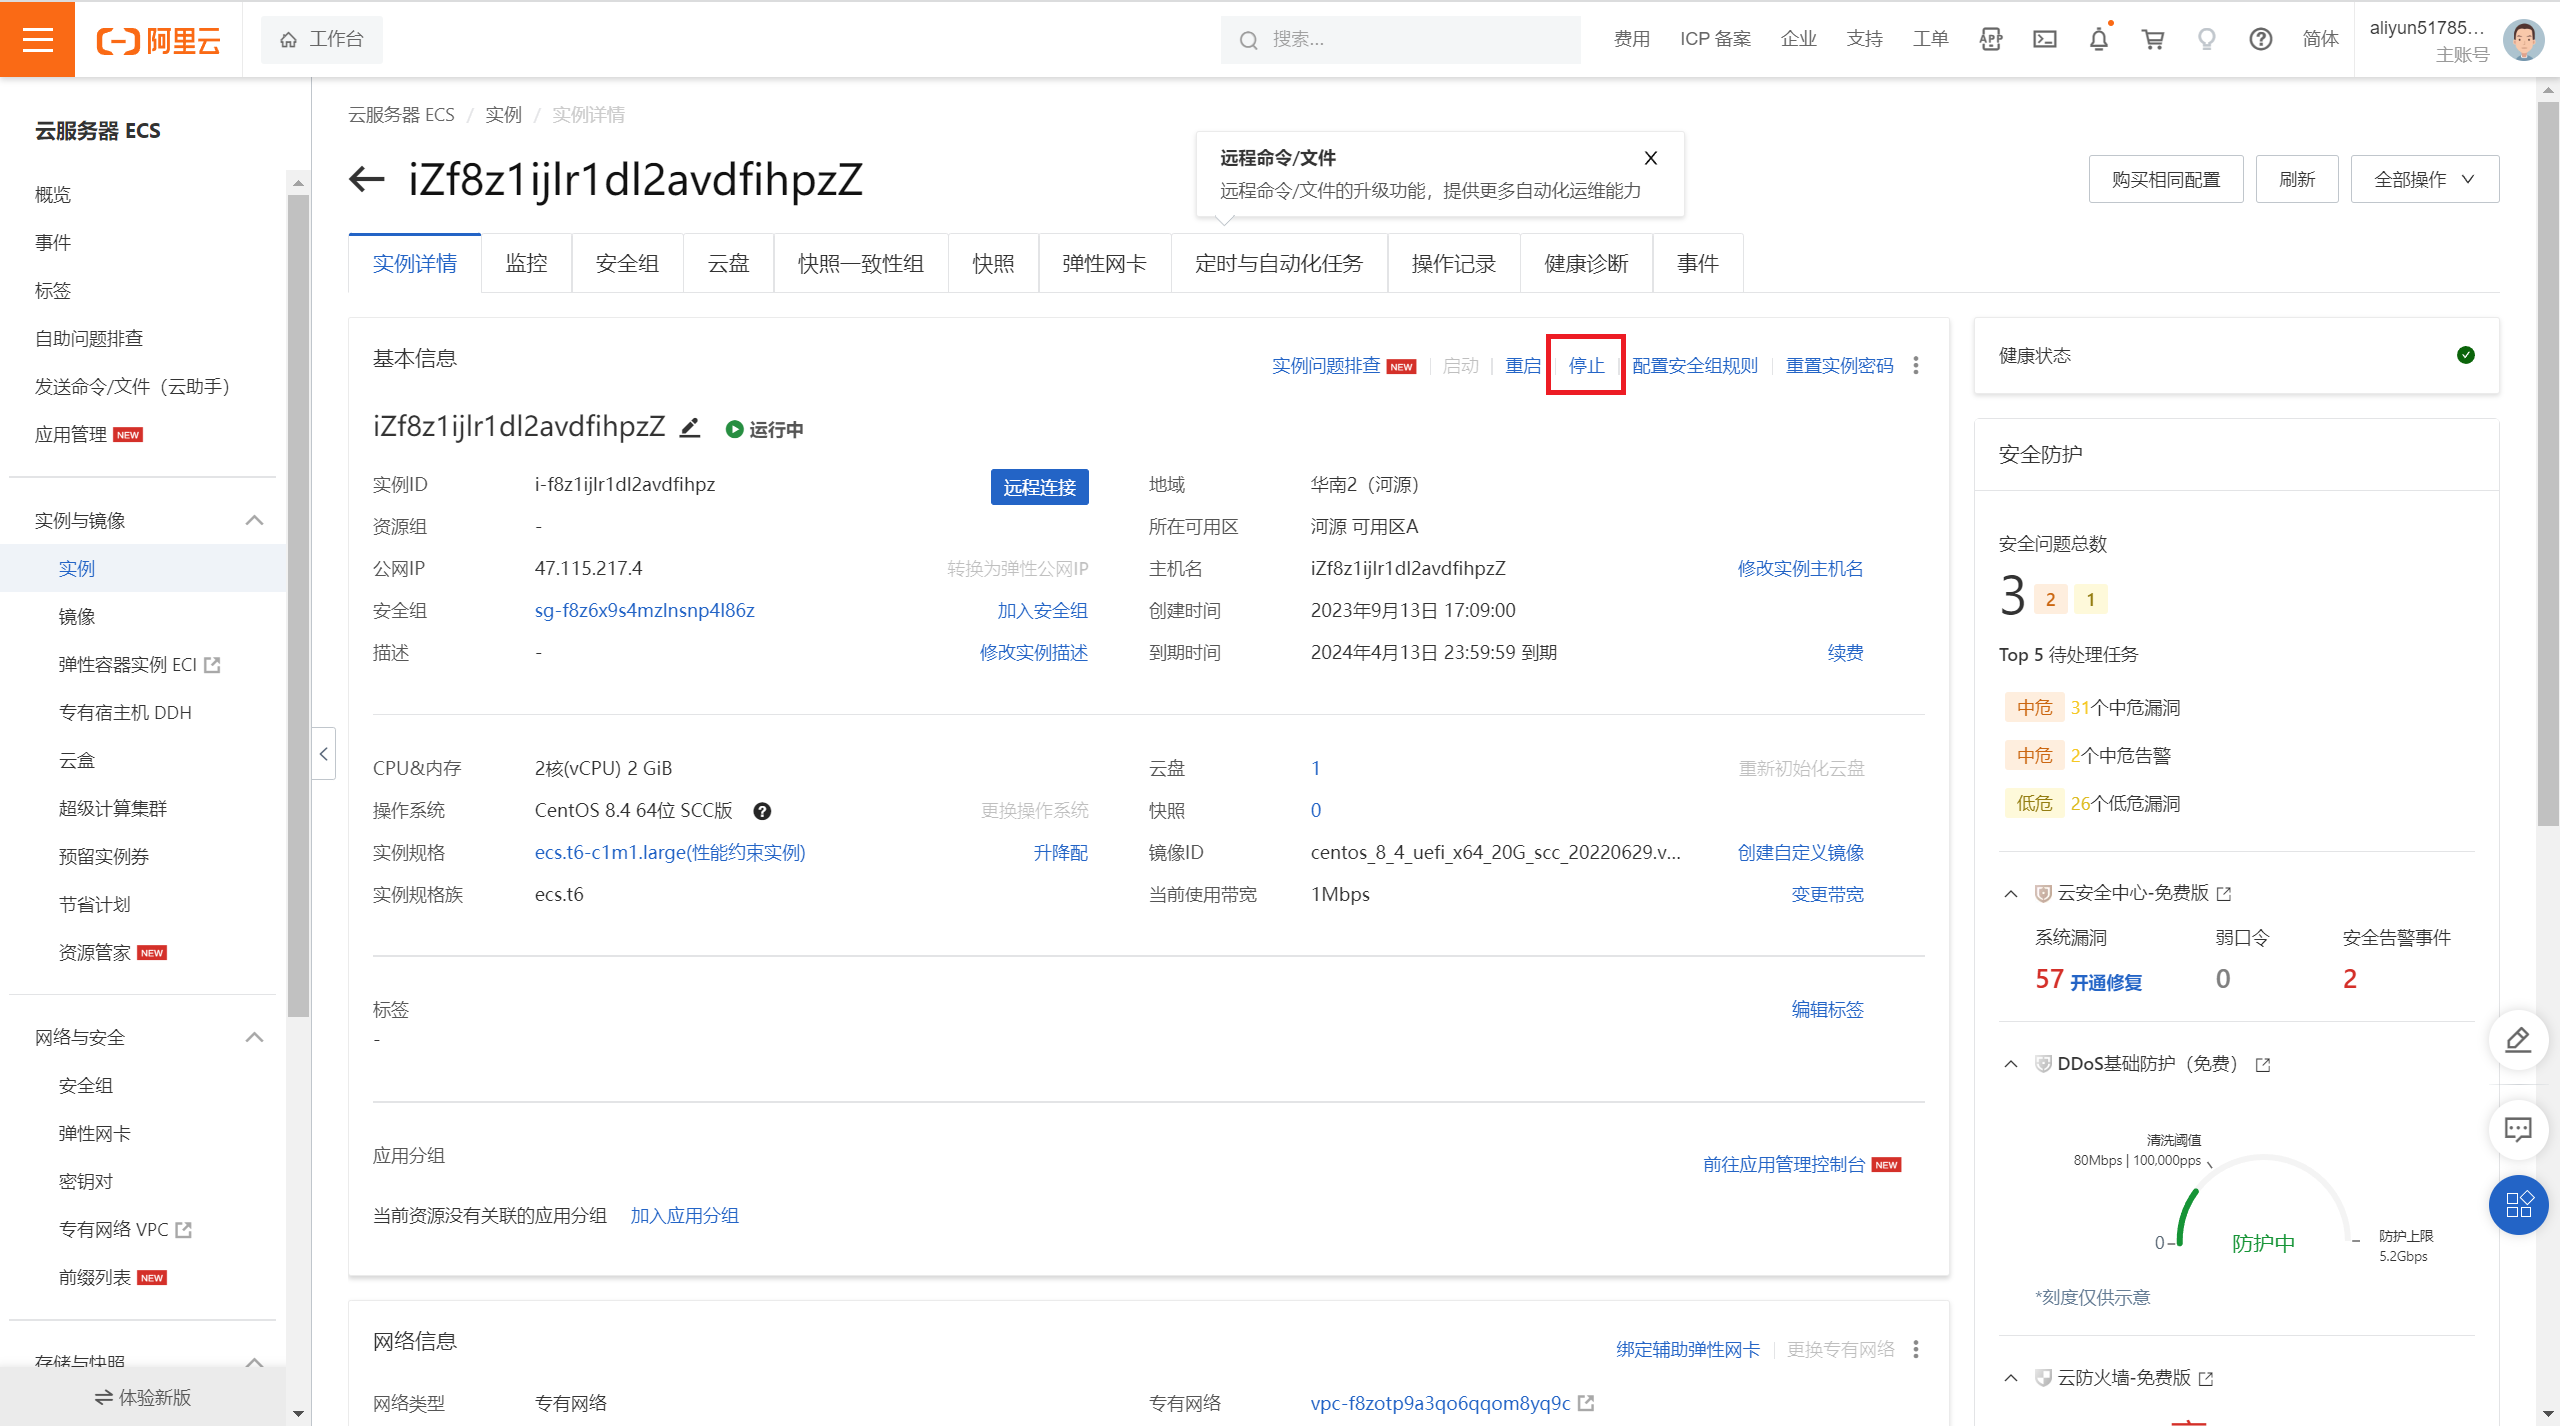 阿里云
工作台
搜索...
费用
ICP 备案
企业
支持
工单
APP
简体
aliyun51785...
主账号
云服务器 ECS
概览
事件
标签
自助问题排查
发送命令/文件（云助手）
应用管理 NEW
实例与镜像
实例
镜像
弹性容器实例 ECI
专有宿主机 DDH
云盒
超级计算集群
预留实例券
节省计划
资源管家 NEW
网络与安全
安全组
弹性网卡
密钥对
专有网络 VPC
前缀列表 NEW
存储与快照
体验新版
云服务器 ECS / 实例 / 实例详情
iZf8z1ijlr1dl2avdfihpzZ
远程命令/文件
远程命令/文件的升级功能，提供更多自动化运维能力
购买相同配置
刷新
全部操作
实例详情
监控
安全组
云盘
快照一致性组
快照
弹性网卡
定时与自动化任务
操作记录
健康诊断
事件
基本信息
实例问题排查 NEW | 启动 | 重启 停止 配置安全组规则 | 重置实例密码
iZf8z1ijlr1dl2avdfihpzZ 运行中
实例ID i-f8z1ijlr1dl2avdfihpz 远程连接 地域 华南2（河源）
资源组 - 所在可用区 河源 可用区A
公网IP 47.115.217.4 转换为弹性公网IP 主机名 iZf8z1ijlr1dl2avdfihpzZ 修改实例主机名
安全组 sg-f8z6x9s4mzlnsnp4l86z 加入安全组 创建时间 2023年9月13日 17:09:00
描述 - 修改实例描述 到期时间 2024年4月13日 23:59:59 到期 续费
CPU&内存 2核(vCPU) 2 GiB 云盘 1 重新初始化云盘
操作系统 CentOS 8.4 64位 SCC版 更换操作系统 快照 0
实例规格 ecs.t6-c1m1.large(性能约束实例) 升降配 镜像ID centos_8_4_uefi_x64_20G_scc_20220629.v... 创建自定义镜像
实例规格族 ecs.t6 当前使用带宽 1Mbps 变更带宽
标签 编辑标签
-
应用分组 前往应用管理控制台 NEW
当前资源没有关联的应用分组 加入应用分组
网络信息
绑定辅助弹性网卡 | 更换专有网络
网络类型 专有网络 专有网络 vpc-f8zotp9a3qo6qqom8yq9c
健康状态
安全防护
安全问题总数
3 2 1
Top 5 待处理任务
中危 31个中危漏洞
中危 2个中危告警
低危 26个低危漏洞
云安全中心-免费版
系统漏洞 弱口令 安全告警事件
57 开通修复 0 2
DDoS基础防护（免费）
清洗阈值
80Mbps | 100,000pps
0
防护中
防护上限
5.2Gbps
*刻度仅供示意
云防火墙-免费版